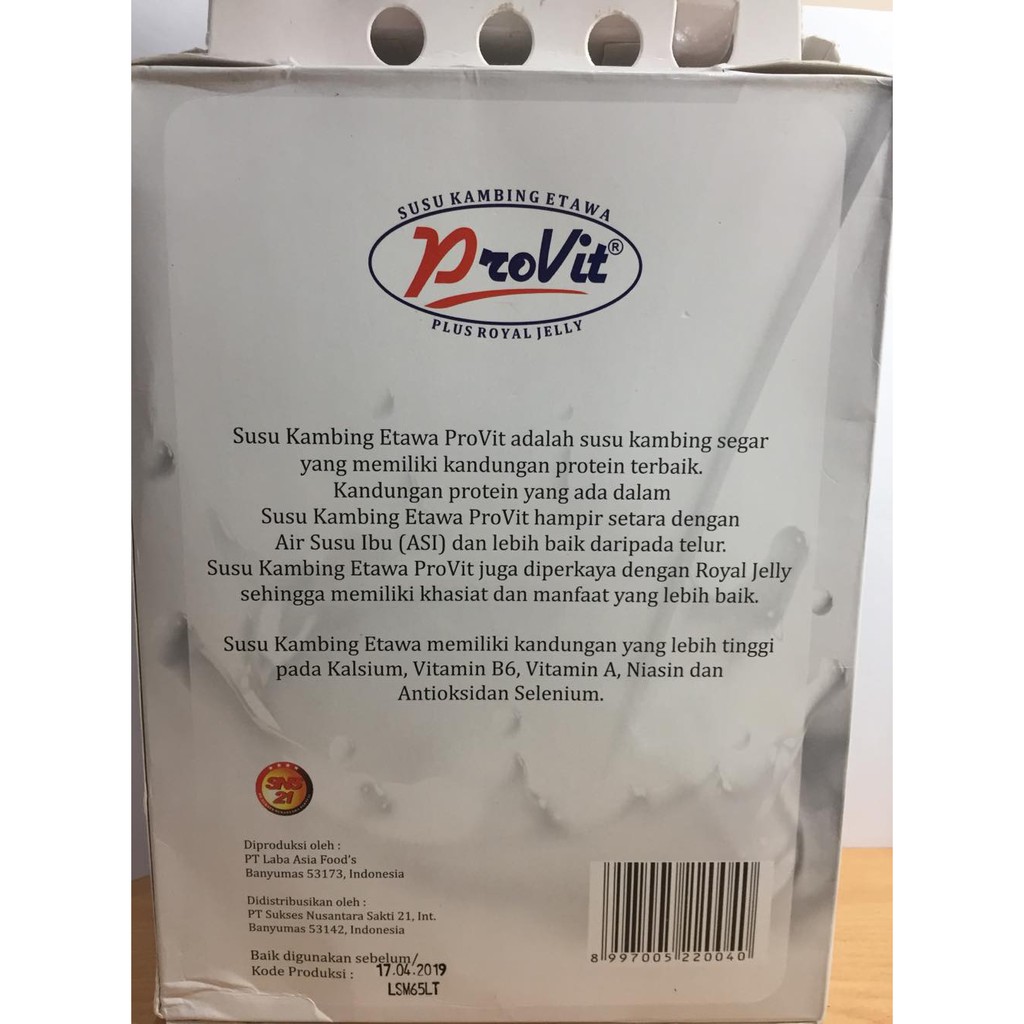 SUSU KAMBING ETAWA
ProVit®
PLUS ROYAL JELLY
Susu Kambing Etawa ProVit adalah susu kambing segar
yang memiliki kandungan protein terbaik.
Kandungan protein yang ada dalam
Susu Kambing Etawa ProVit hampir setara dengan
Air Susu Ibu (ASI) dan lebih baik daripada telur.
Susu Kambing Etawa ProVit juga diperkaya dengan Royal Jelly
sehingga memiliki khasiat dan manfaat yang lebih baik.
Susu Kambing Etawa memiliki kandungan yang lebih tinggi
pada Kalsium, Vitamin B6, Vitamin A, Niasin dan
Antioksidan Selenium.
SNS
21
Diproduksi oleh :
PT Laba Asia Food's
Banyumas 53173, Indonesia
Didistribusikan oleh :
PT Sukses Nusantara Sakti 21, Int.
Banyumas 53142, Indonesia
Baik digunakan sebelum/
Kode Produksi : 17.04.2019
LSM65LT
8 997005 220040